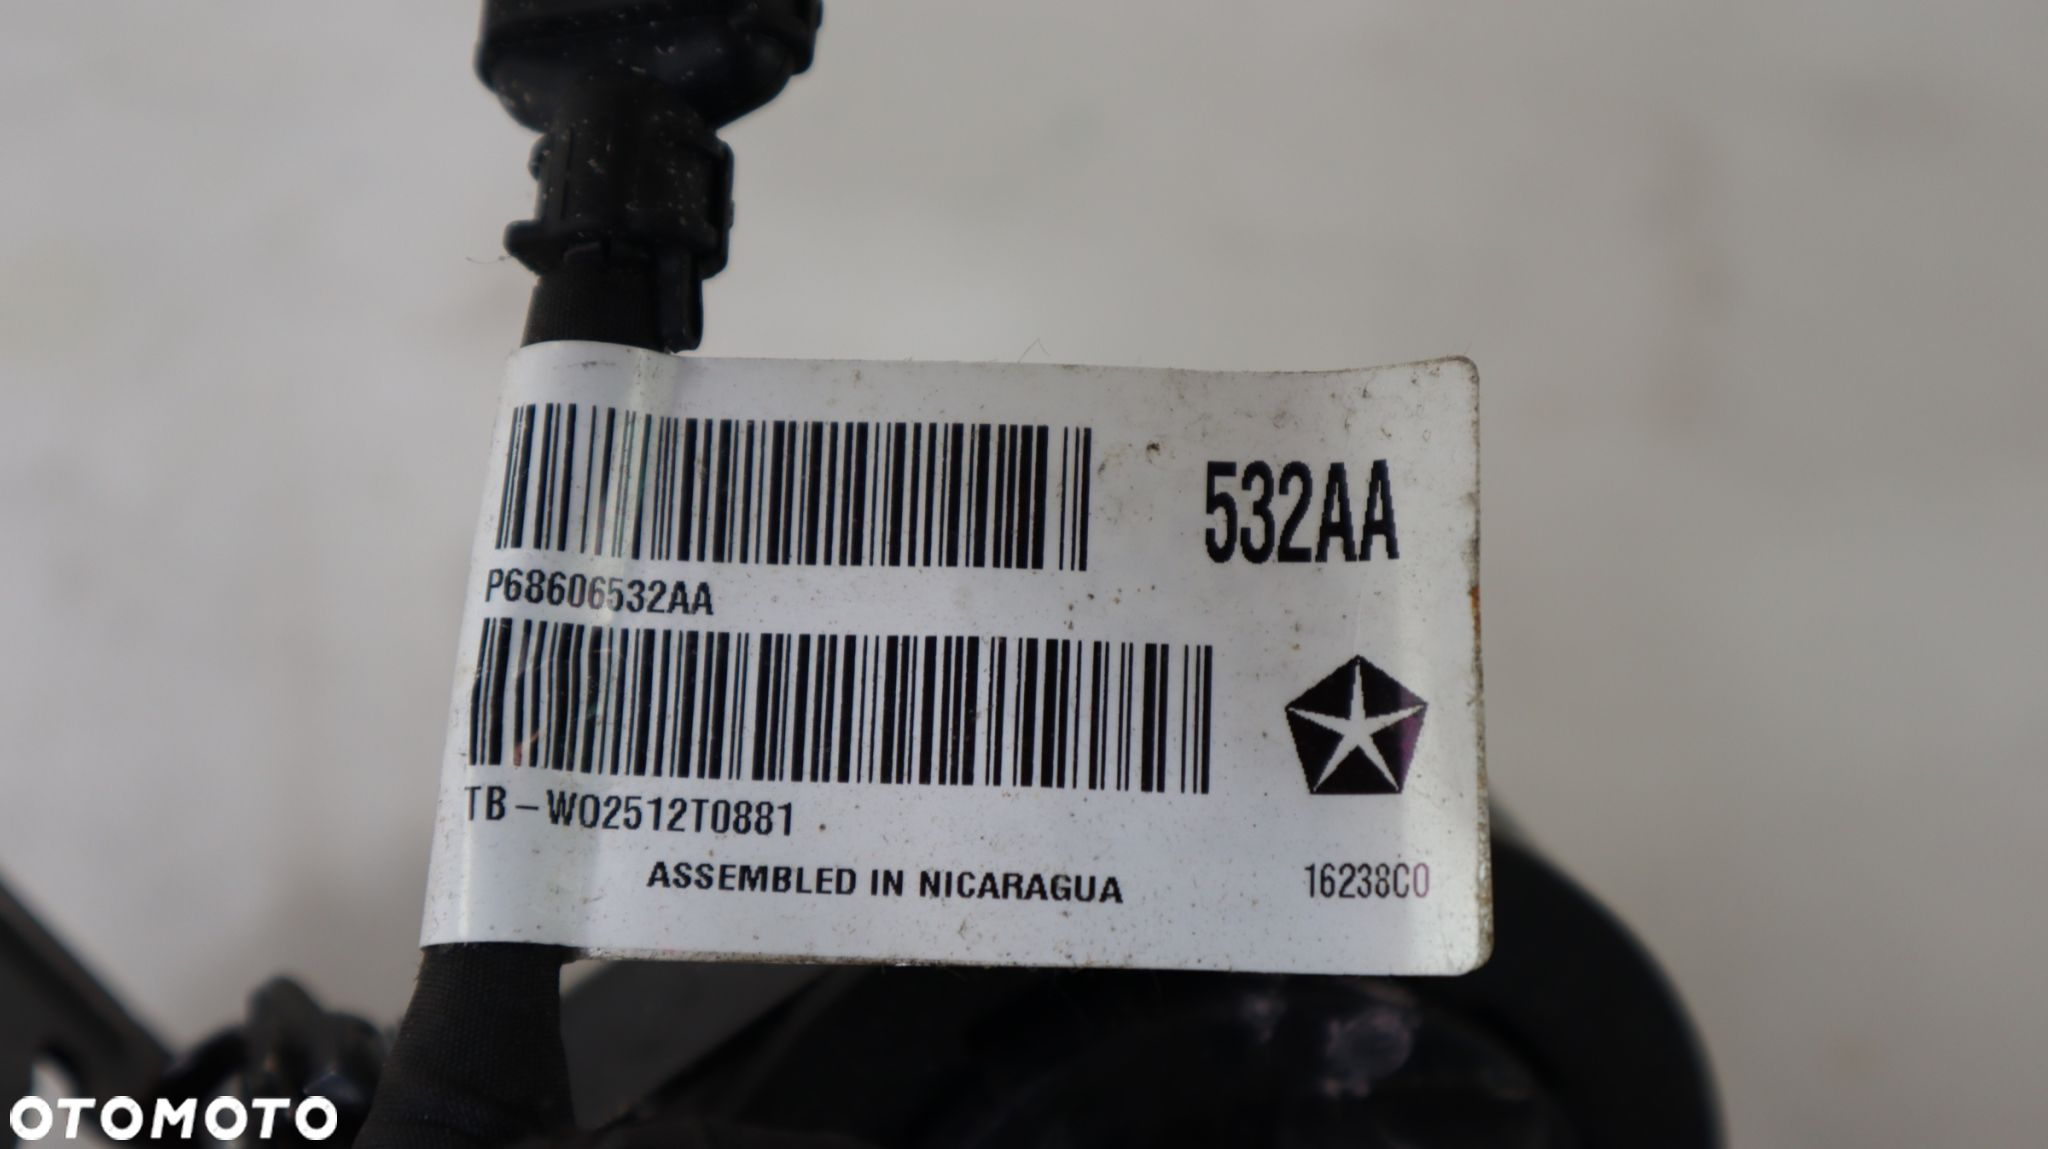 532AA
P68606532AA
TB-W02512T0881
ASSEMBLED IN NICARAGUA
16238C0
OTOMOTO